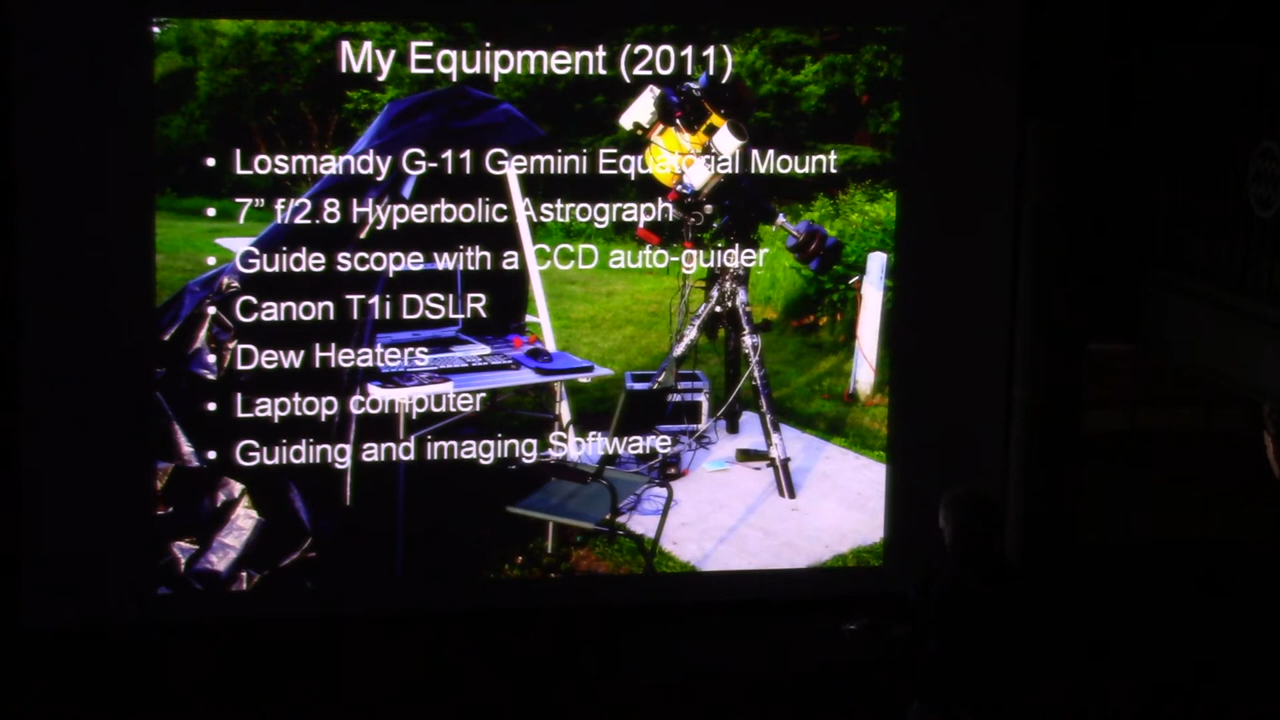 My Equipment (2011)
• Losmandy G-11 Gemini Equatorial Mount
• 7” f/2.8 Hyperbolic Astrograph
• Guide scope with a CCD auto-guider
• Canon T1i DSLR
• Dew Heaters
• Laptop computer
• Guiding and imaging Software